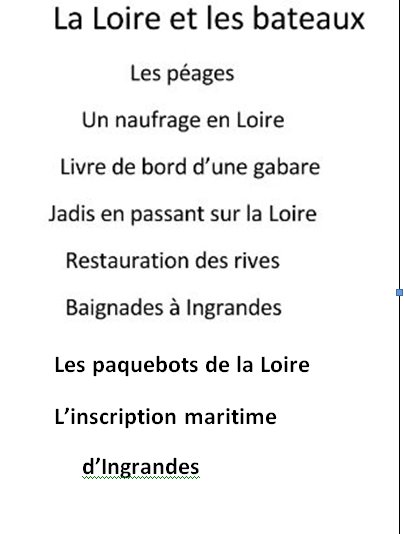 La Loire et les bateaux
Les péages
Un naufrage en Loire
Livre de bord d’une gabare
Jadis en passant sur la Loire
Restauration des rives
Baignades à Ingrandes
Les paquebots de la Loire
L’inscription maritime
d’Ingrandes